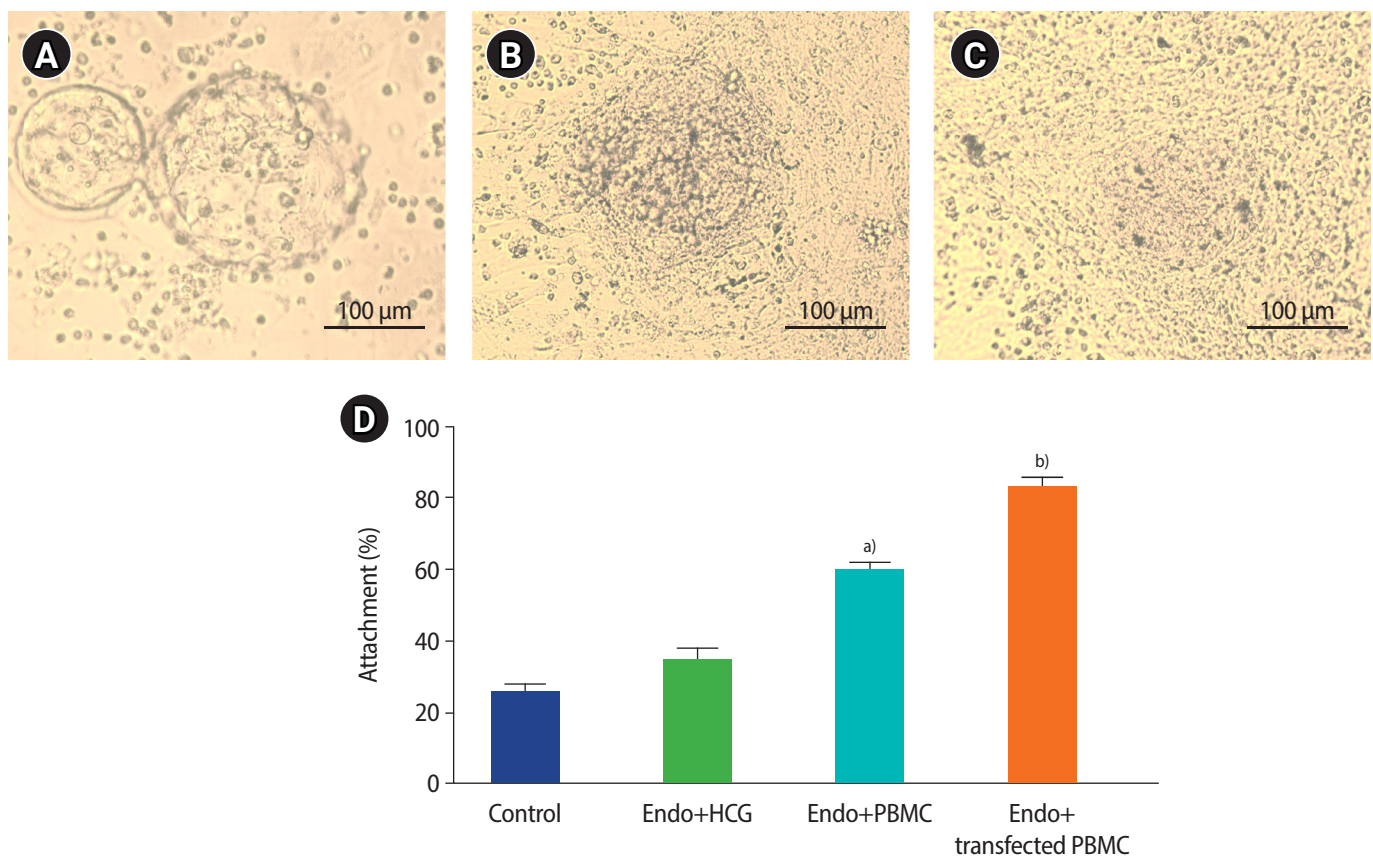 A
B
C
100 µm
100 µm
100 µm
D
100
80
60
40
20
0
Attachment (%)
a)
b)
Control
Endo+HCG
Endo+PBMC
Endo+
transfected PBMC